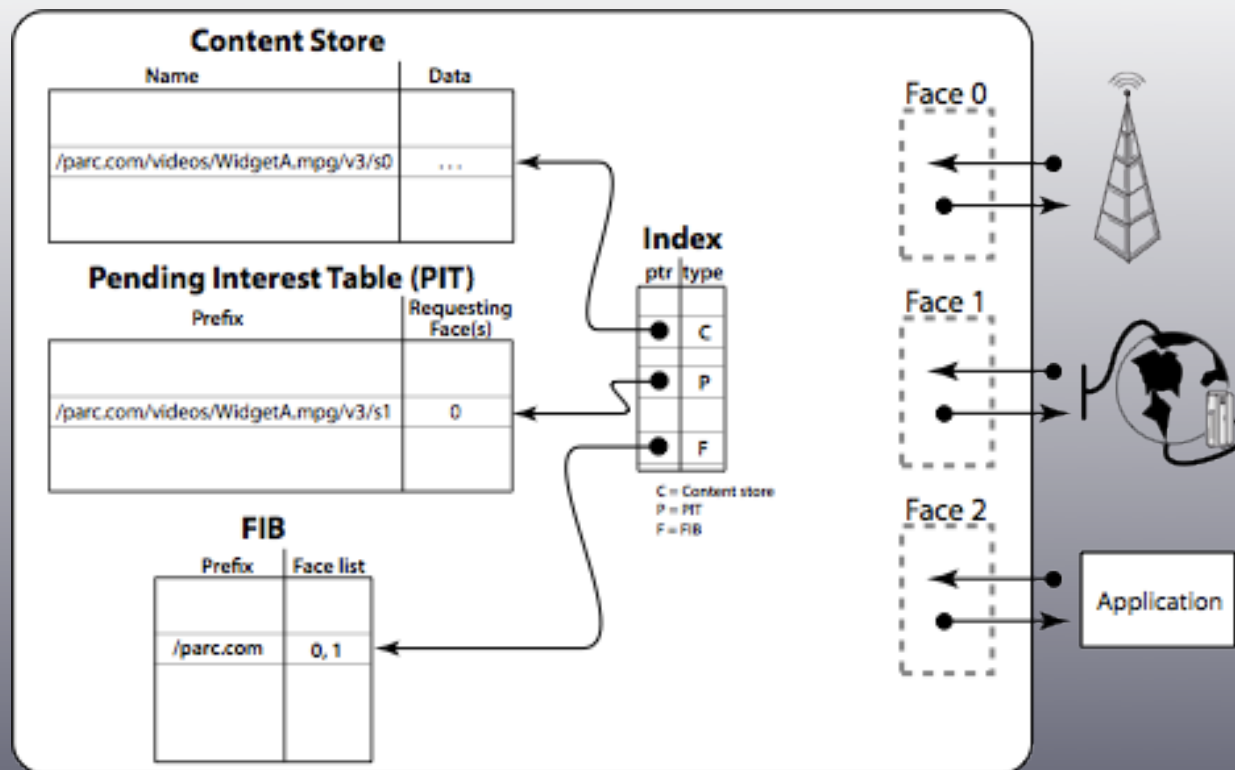 Content Store
Name Data
/parc.com/videos/WidgetA.mpg/v3/s0 ...
Pending Interest Table (PIT)
Prefix Requesting
Face(s)
/parc.com/videos/WidgetA.mpg/v3/s1 0
FIB
Prefix Face list
/parc.com 0, 1
Index
ptr type
C
P
F
C = Content store
P = PIT
F = FIB
Face 0
Face 1
Face 2
Application